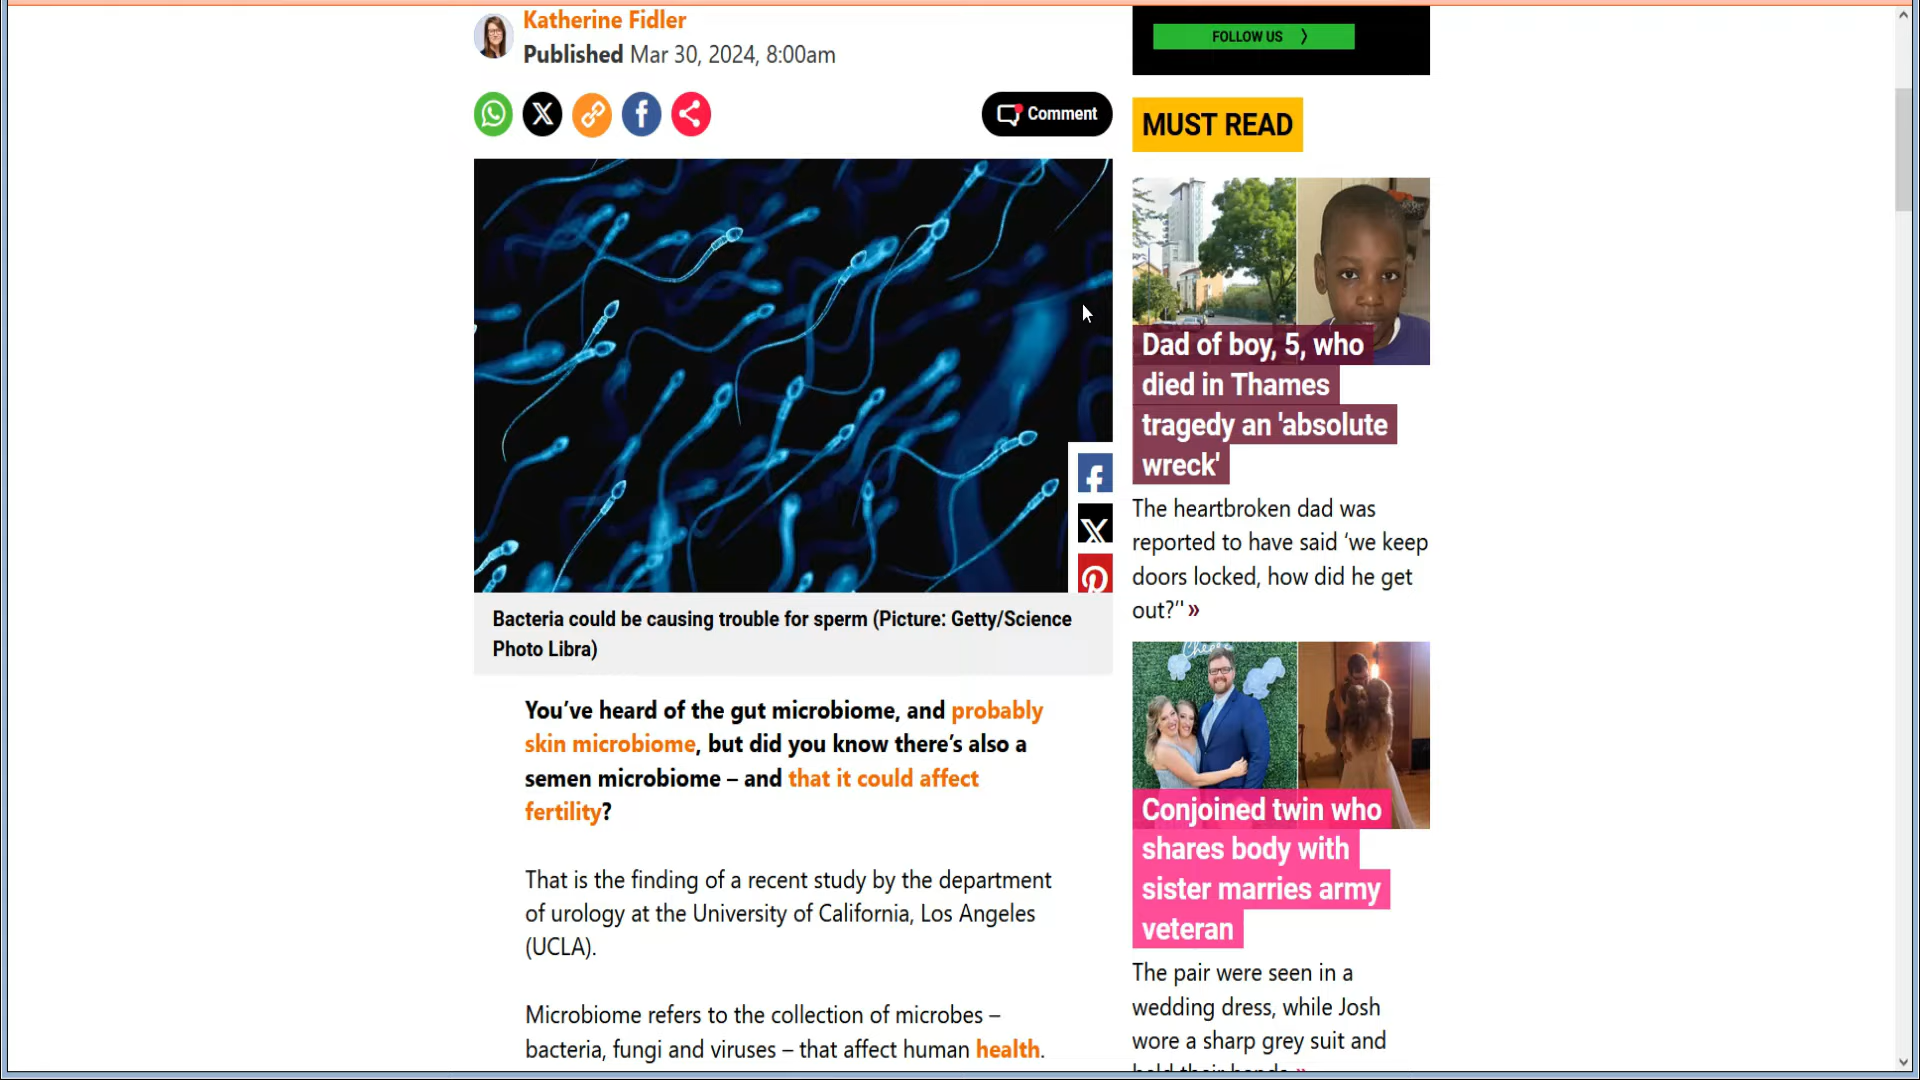 Katherine Fidler
Published Mar 30, 2024, 8:00am
Comment
Bacteria could be causing trouble for sperm (Picture: Getty/Science
Photo Libra)
You’ve heard of the gut microbiome, and probably
skin microbiome, but did you know there’s also a
semen microbiome – and that it could affect
fertility?
That is the finding of a recent study by the department
of urology at the University of California, Los Angeles
(UCLA).
Microbiome refers to the collection of microbes –
bacteria, fungi and viruses – that affect human health.
FOLLOW US
MUST READ
Dad of boy, 5, who
died in Thames
tragedy an 'absolute
wreck'
The heartbroken dad was
reported to have said ‘we keep
doors locked, how did he get
out?'' »
Conjoined twin who
shares body with
sister marries army
veteran
The pair were seen in a
wedding dress, while Josh
wore a sharp grey suit and
held their hands »